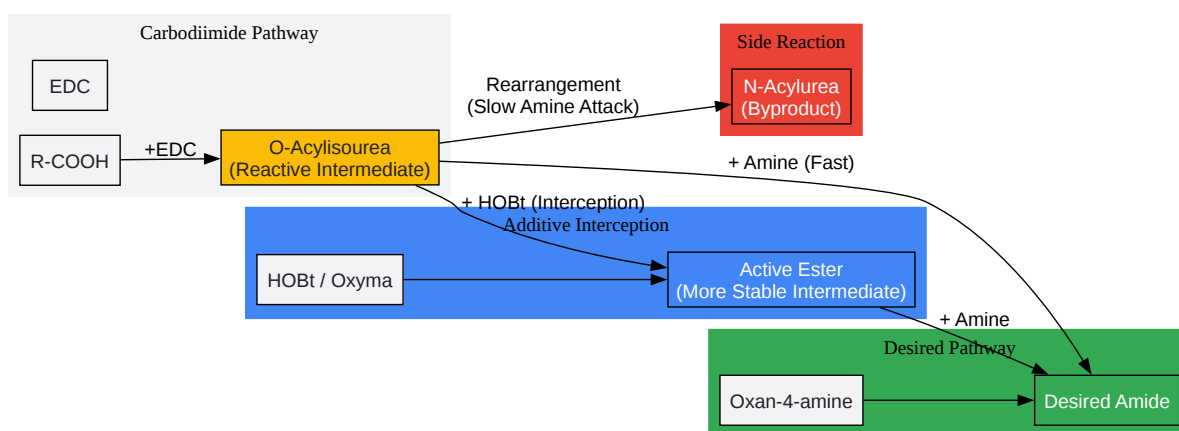 Carbodiimide Pathway
EDC
R-COOH
+EDC
O-Acylisourea
(Reactive Intermediate)
Rearrangement
(Slow Amine Attack)
Side Reaction
N-Acylurea
(Byproduct)
+ Amine (Fast)
+ HOBt (Interception)
Additive Interception
HOBt / Oxyma
Active Ester
(More Stable Intermediate)
+ Amine
Desired Pathway
Oxan-4-amine
Desired Amide